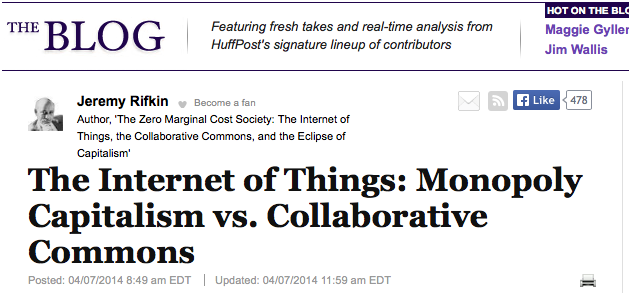 THE BLOG
Featuring fresh takes and real-time analysis from
HuffPost's signature lineup of contributors
HOT ON THE BLO
Maggie Gyller
Jim Wallis
Jeremy Rifkin Become a fan
Author, 'The Zero Marginal Cost Society: The Internet of
Things, the Collaborative Commons, and the Eclipse of
Capitalism'
Like 478
The Internet of Things: Monopoly
Capitalism vs. Collaborative
Commons
Posted: 04/07/2014 8:49 am EDT Updated: 04/07/2014 11:59 am EDT